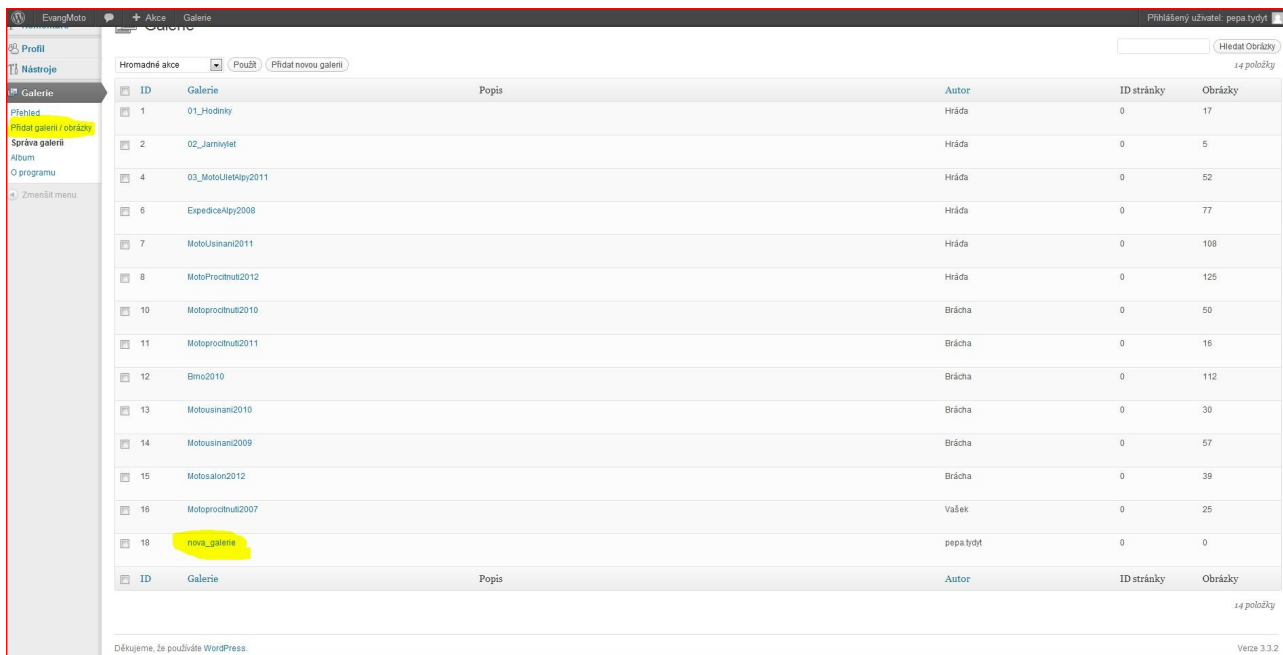 EvangMoto + Akce Galerie Přihlášený uživatel: pepa.tydyt
Komentáře
Galerie
Profil
Nástroje
Galerie
Přehled
Přidat galerii / obrázky
Správa galerií
Album
O programu
Zmenšit menu
Hledat Obrázky
Hromadné akce Použít Přidat novou galerii 14 položky
ID Galerie Popis Autor ID stránky Obrázky
1 01_Hodinky Hráďa 0 17
2 02_Jarnivylet Hráďa 0 5
4 03_MotoUletAlpy2011 Hráďa 0 52
6 ExpediceAlpy2008 Hráďa 0 77
7 MotoUsinani2011 Hráďa 0 108
8 MotoProcitnuti2012 Hráďa 0 125
10 Motoprocitnuti2010 Brácha 0 50
11 Motoprocitnuti2011 Brácha 0 16
12 Brno2010 Brácha 0 112
13 Motousinani2010 Brácha 0 30
14 Motousinani2009 Brácha 0 57
15 Motosalon2012 Brácha 0 39
16 Motoprocitnuti2007 Vašek 0 25
18 nova_galerie pepa.tydyt 0 0
ID Galerie Popis Autor ID stránky Obrázky
14 položky
Děkujeme, že používáte WordPress. Verze 3.3.2